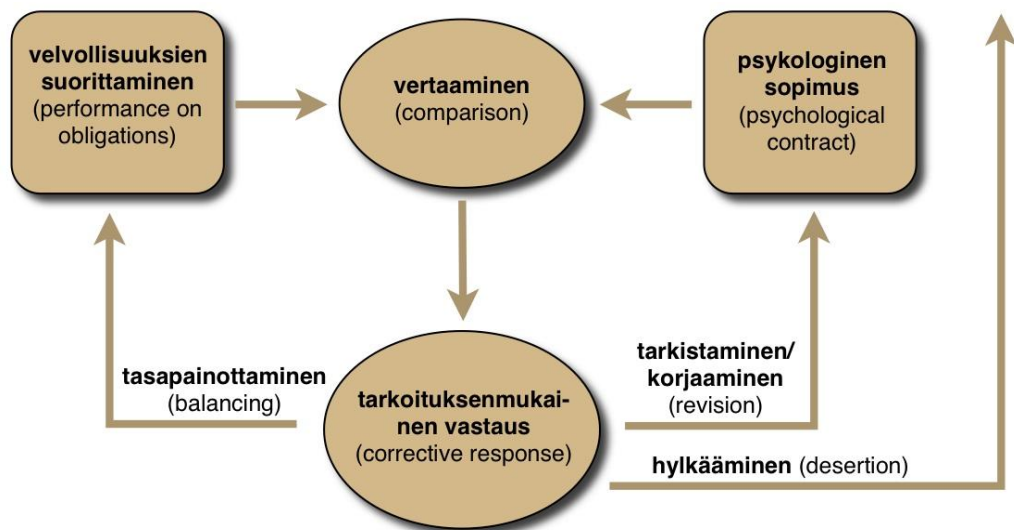 velvollisuuksien
suorittaminen
(performance on
obligations)
vertaaminen
(comparison)
psykologinen
sopimus
(psychological
contract)
tasapainottaminen
(balancing)
tarkoituksenmukai-
nen vastaus
(corrective response)
tarkistaminen/
korjaaminen
(revision)
hylkääminen (desertion)